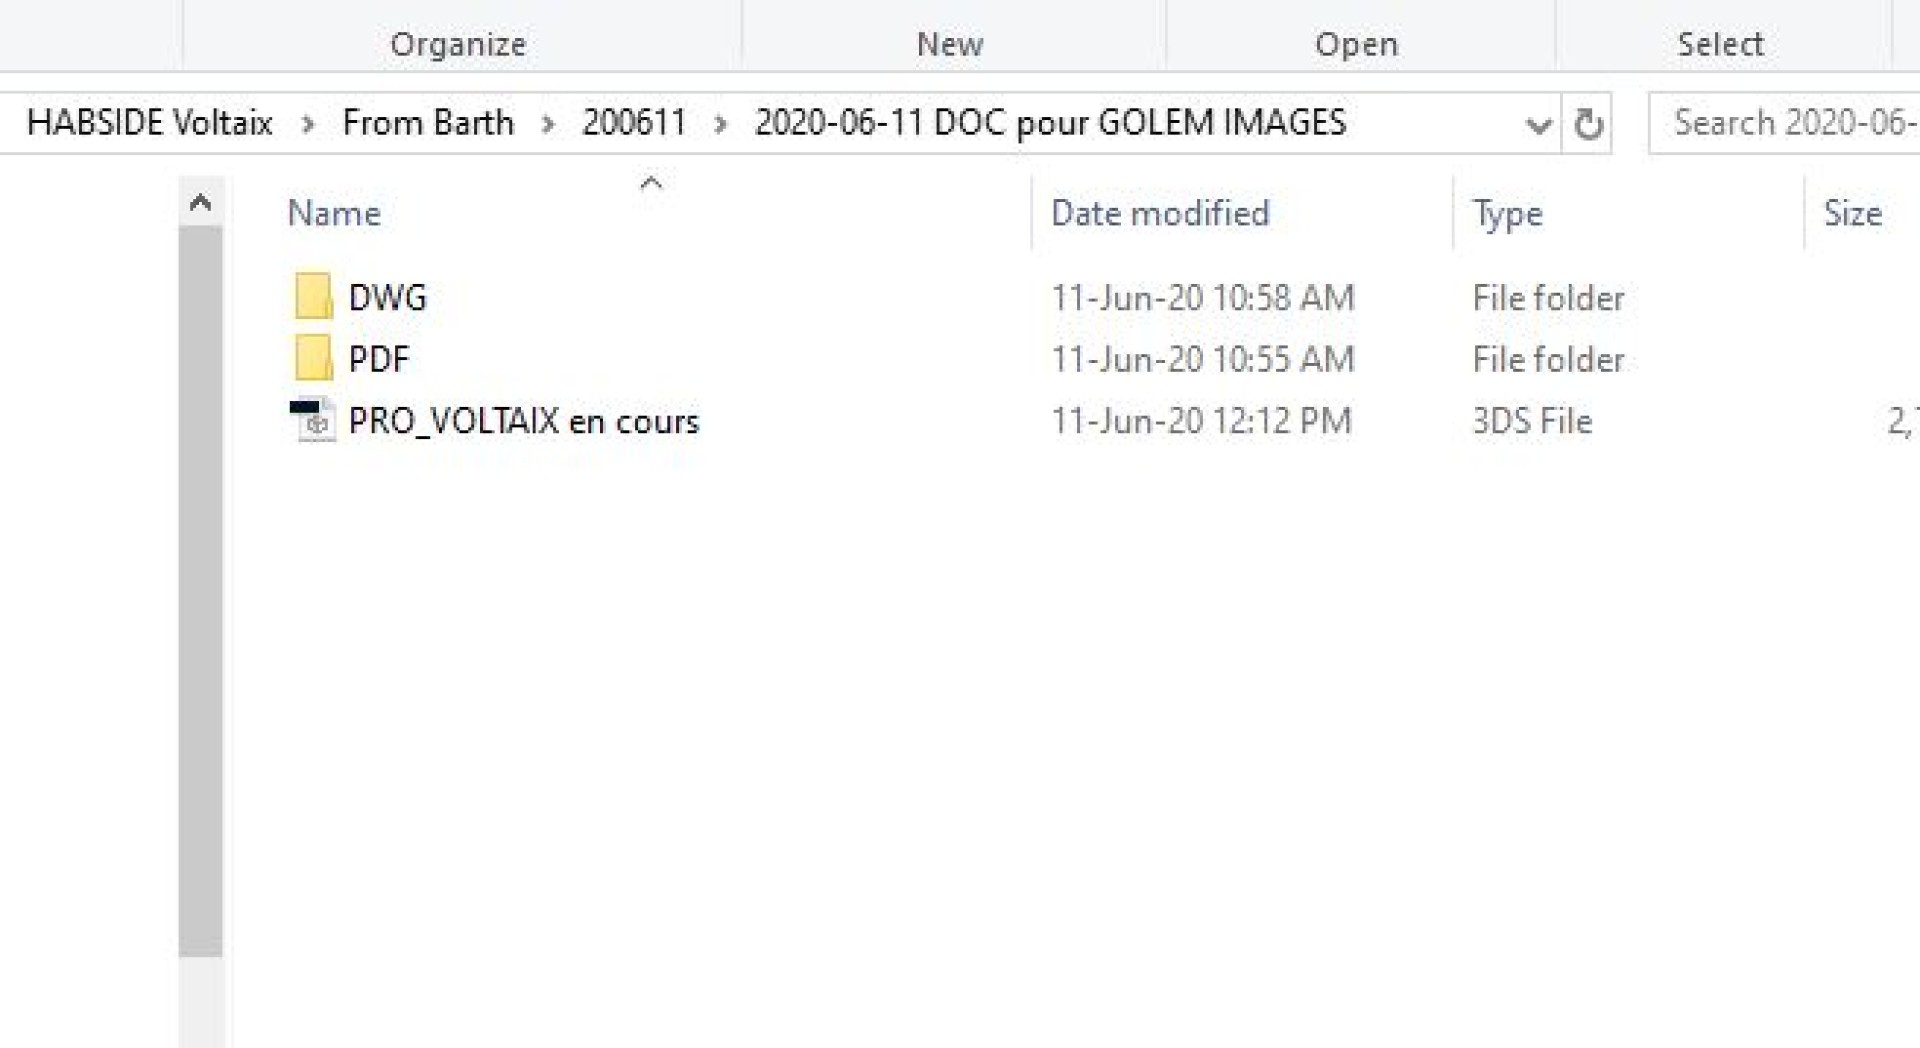 Organize New Open Select
HABSIDE Voltaix > From Barth > 200611 > 2020-06-11 DOC pour GOLEM IMAGES Search 2020-06-
Name Date modified Type Size
DWG 11-Jun-20 10:58 AM File folder
PDF 11-Jun-20 10:55 AM File folder
PRO_VOLTAIX en cours 11-Jun-20 12:12 PM 3DS File 2,